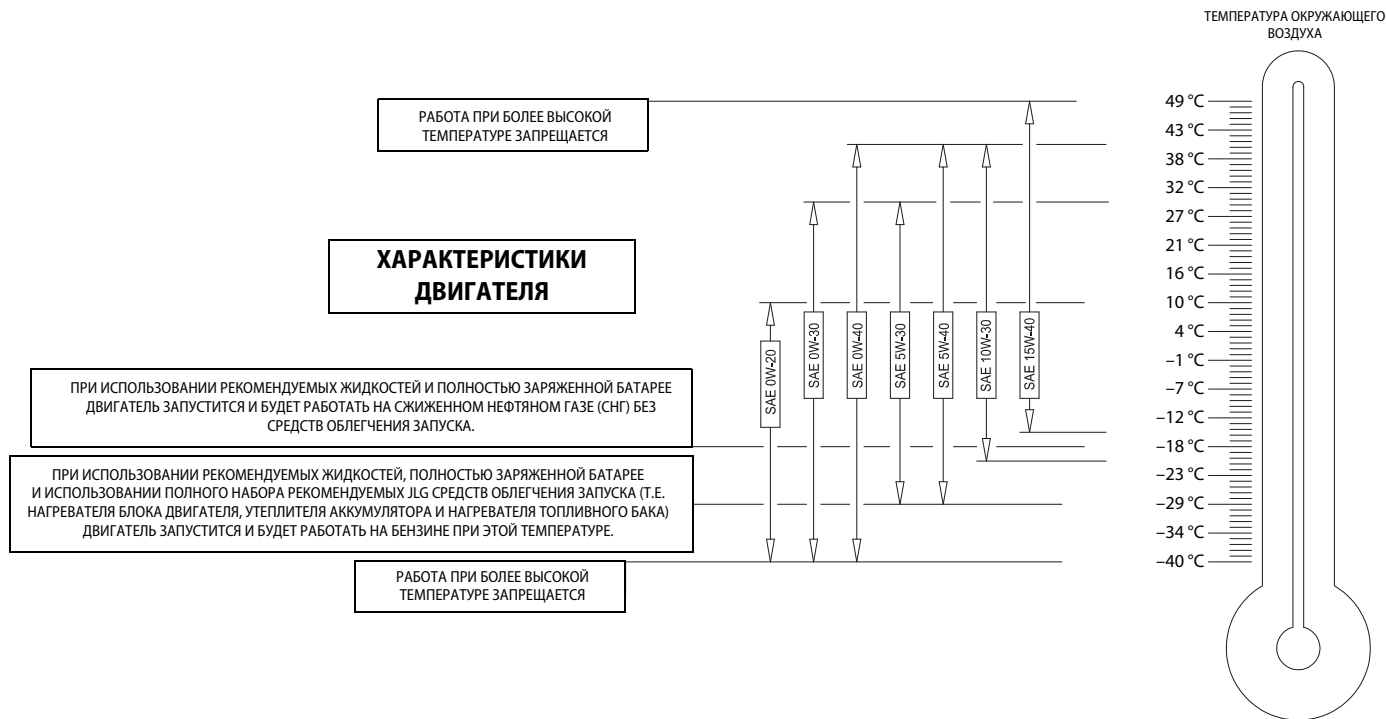 ТЕМПЕРАТУРА ОКРУЖАЮЩЕГО
ВОЗДУХА
РАБОТА ПРИ БОЛЕЕ ВЫСОКОЙ
ТЕМПЕРАТУРЕ ЗАПРЕЩАЕТСЯ
ХАРАКТЕРИСТИКИ
ДВИГАТЕЛЯ
ПРИ ИСПОЛЬЗОВАНИИ РЕКОМЕНДУЕМЫХ ЖИДКОСТЕЙ И ПОЛНОСТЬЮ ЗАРЯЖЕННОЙ БАТАРЕЕ
ДВИГАТЕЛЬ ЗАПУСТИТСЯ И БУДЕТ РАБОТАТЬ НА СЖИЖЕННОМ НЕФТЯНОМ ГАЗЕ (СНГ) БЕЗ
СРЕДСТВ ОБЛЕГЧЕНИЯ ЗАПУСКА.
ПРИ ИСПОЛЬЗОВАНИИ РЕКОМЕНДУЕМЫХ ЖИДКОСТЕЙ, ПОЛНОСТЬЮ ЗАРЯЖЕННОЙ БАТАРЕЕ
И ИСПОЛЬЗОВАНИИ ПОЛНОГО НАБОРА РЕКОМЕНДУЕМЫХ JLG СРЕДСТВ ОБЛЕГЧЕНИЯ ЗАПУСКА (Т.Е.
НАГРЕВАТЕЛЯ БЛОКА ДВИГАТЕЛЯ, УТЕПЛИТЕЛЯ АККУМУЛЯТОРА И НАГРЕВАТЕЛЯ ТОПЛИВНОГО БАКА)
ДВИГАТЕЛЬ ЗАПУСТИТСЯ И БУДЕТ РАБОТАТЬ НА БЕНЗИНЕ ПРИ ЭТОЙ ТЕМПЕРАТУРЕ.
РАБОТА ПРИ БОЛЕЕ ВЫСОКОЙ
ТЕМПЕРАТУРЕ ЗАПРЕЩАЕТСЯ
SAE 0W-20
SAE 0W-30
SAE 0W-40
SAE 5W-30
SAE 5W-40
SAE 10W-30
SAE 15W-40
49 °C
43 °C
38 °C
32 °C
27 °C
21 °C
16 °C
10 °C
4 °C
–1 °C
–7 °C
–12 °C
–18 °C
–23 °C
–29 °C
–34 °C
–40 °C